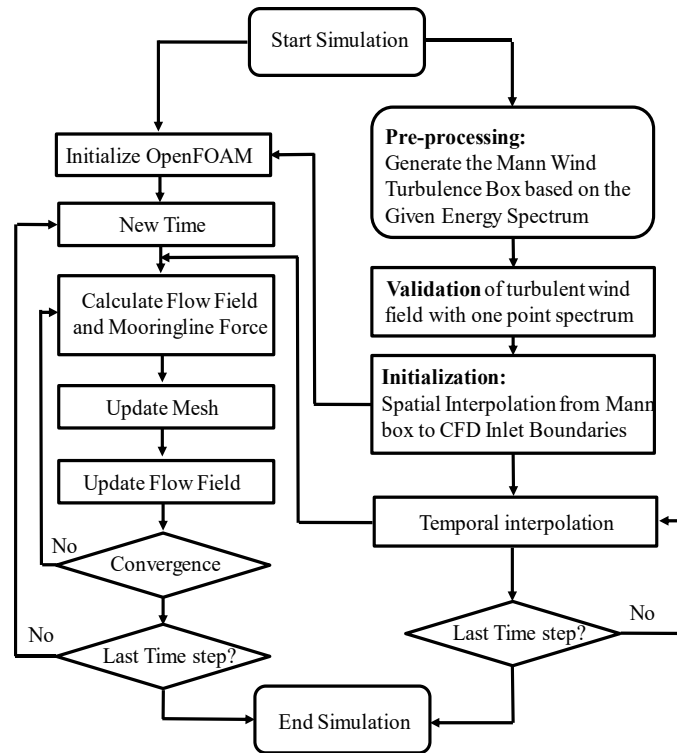 Start Simulation
Initialize OpenFOAM
New Time
Calculate Flow Field
and Mooringline Force
Update Mesh
Update Flow Field
No
Convergence
No
Last Time step?
Pre-processing:
Generate the Mann Wind
Turbulence Box based on the
Given Energy Spectrum
Validation of turbulent wind
field with one point spectrum
Initialization:
Spatial Interpolation from Mann
box to CFD Inlet Boundaries
Temporal interpolation
Last Time step?
No
End Simulation